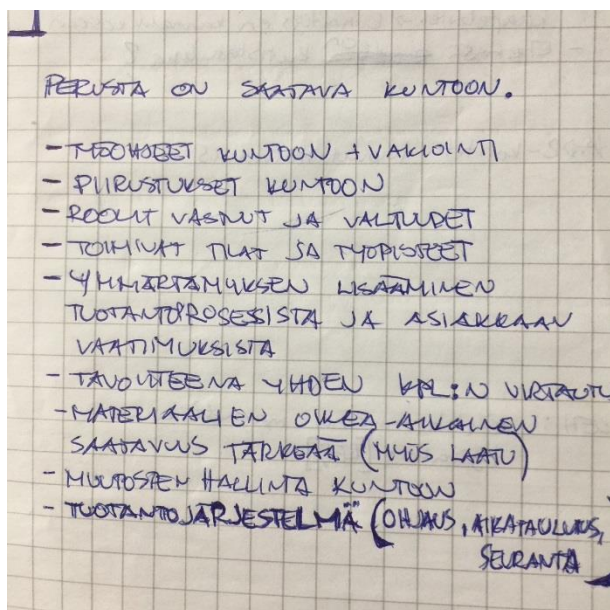 PERUSTA ON SAATAVA KUNTOON.
- TYÖOHJEET KUNTOON + VAKIOINTI
- PIIRUSTUKSET KUNTOON
- ROOLIT VASTUUT JA VALTUUDET
- TOIMIVAT TILAT JA TYÖPISTEET
- YMMÄRTÄMYKSEN LISÄÄMINEN
TUOTANTOPROSESSISTA JA ASIAKKAAN
VAATIMUKSISTA
- TAVOITTEENA YHDEN KPL:N VIRTAUTU
- MATERIAALIEN OIKEA-AIKAINEN
SAATAVUUS TÄRKEÄÄ (MYÖS LAATU)
- MUUTOSTEN HALLINTA KUNTOON
- TUOTANTOJÄRJESTELMÄ (OHJAUS, AIKATAULUTUS,
SEURANTA